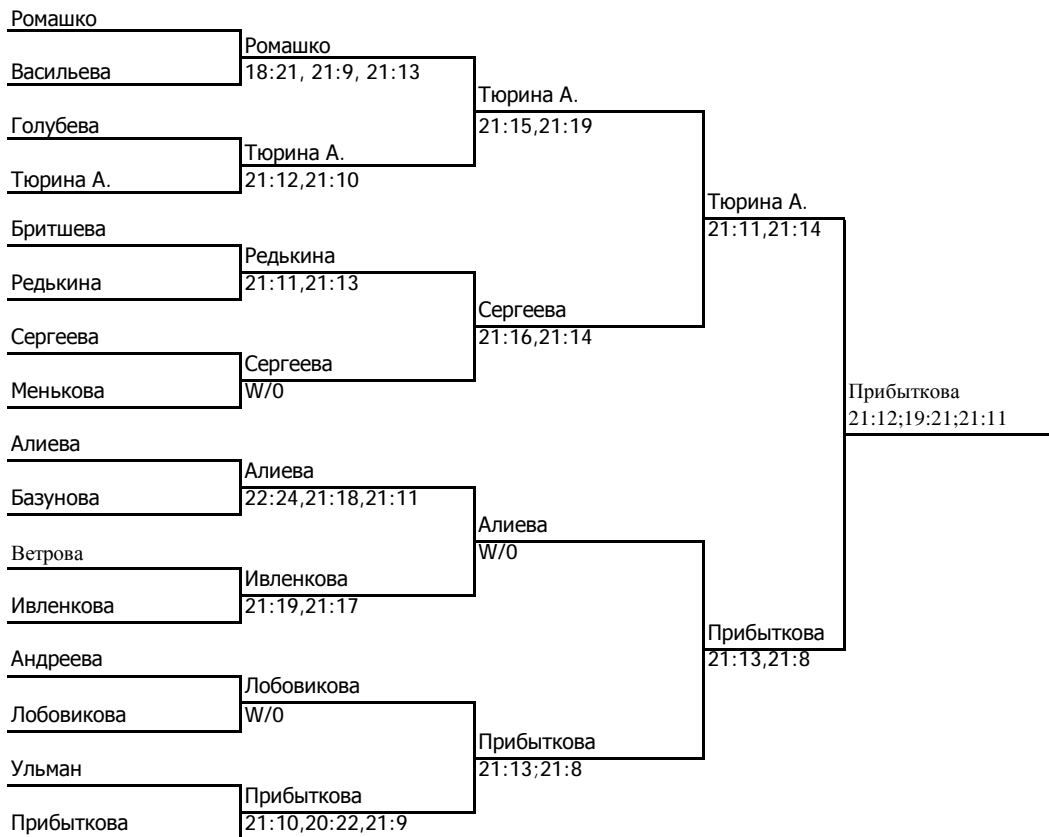 Ромашко
Васильева
Голубева
Тюрина А.
Бритшева
Редькина
Сергеева
Менькова
Алиева
Базунова
Ветрова
Ивленкова
Андреева
Лобовикова
Ульман
Прибыткова
Ромашко
18:21, 21:9, 21:13
Тюрина А.
21:12,21:10
Редькина
21:11,21:13
Сергеева
W/0
Алиева
22:24,21:18,21:11
Ивленкова
21:19,21:17
Лобовикова
W/0
Прибыткова
21:10,20:22,21:9
Тюрина А.
21:15,21:19
Сергеева
21:16,21:14
Алиева
W/0
Прибыткова
21:13;21:8
Тюрина А.
21:11,21:14
Прибыткова
21:13,21:8
Прибыткова
21:12;19:21;21:11